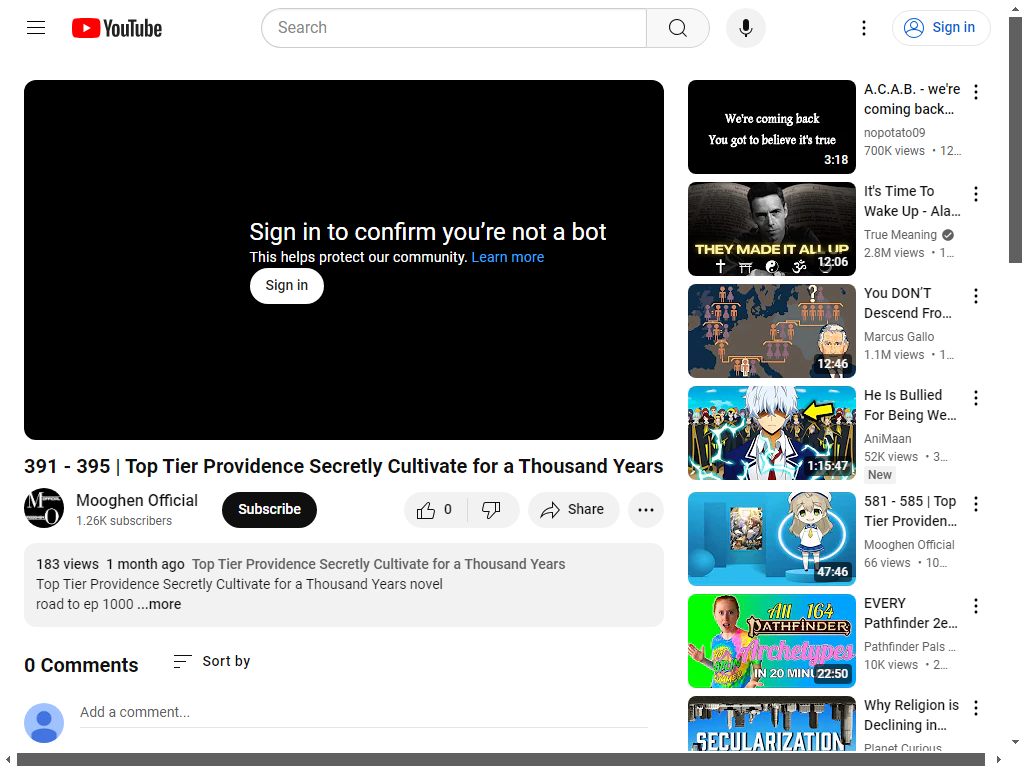 YouTube
Search
Sign in
Sign in to confirm you’re not a bot
This helps protect our community. Learn more
Sign in
391 - 395 | Top Tier Providence Secretly Cultivate for a Thousand Years
Mooghen Official
1.26K subscribers
Subscribe
0
Share
183 views 1 month ago Top Tier Providence Secretly Cultivate for a Thousand Years
Top Tier Providence Secretly Cultivate for a Thousand Years novel
road to ep 1000 ...more
0 Comments
Sort by
Add a comment...
We're coming back
You got to believe it's true
3:18
A.C.A.B. - we're
coming back…
nopotato09
700K views • 12…
THEY MADE IT ALL UP
12:06
It's Time To
Wake Up - Ala…
True Meaning
2.8M views • 1…
?
12:46
You DON’T
Descend Fro…
Marcus Gallo
1.1M views • 1…
1:15:47
He Is Bullied
For Being We…
AniMaan
52K views • 3…
New
47:46
581 - 585 | Top
Tier Providen…
Mooghen Official
66 views • 10…
All 164
PATHFINDER
Archetypes
IN 20 MINU
22:50
EVERY
Pathfinder 2e…
Pathfinder Pals …
10K views • 2…
SECULARIZATION
Why Religion is
Declining in…
Planet Curious